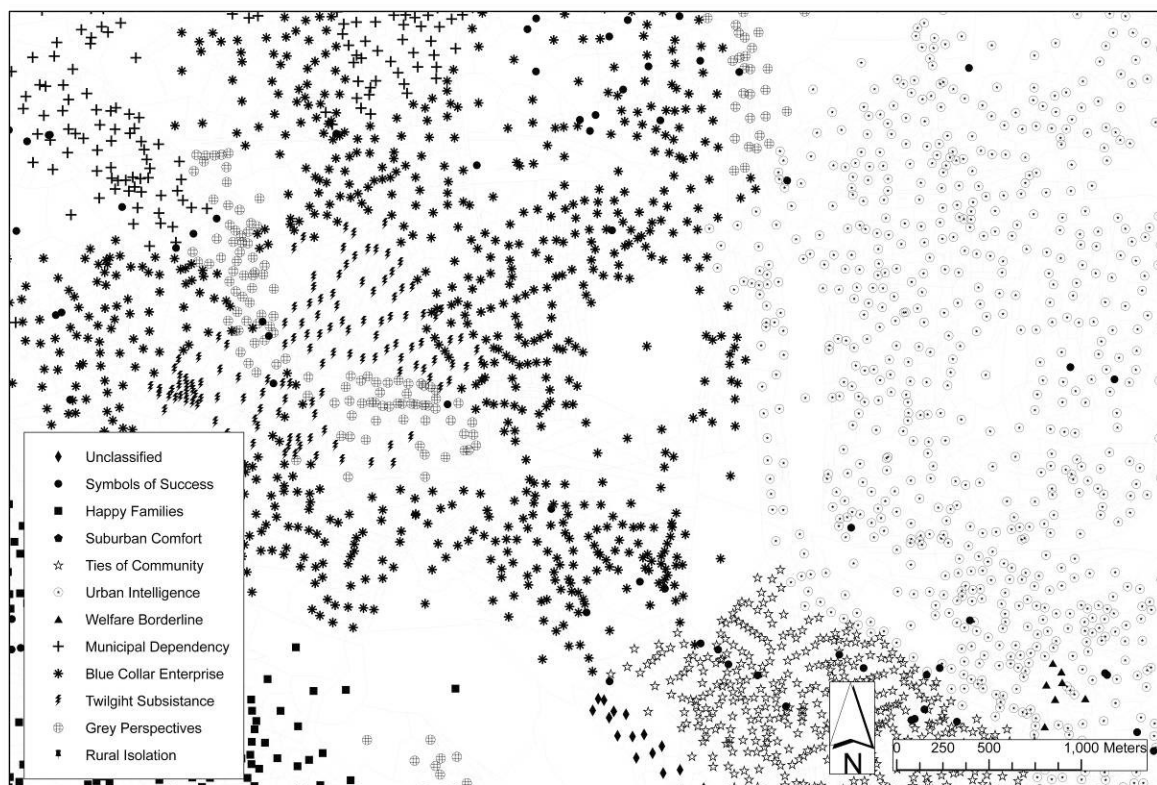 Unclassified
Symbols of Success
Happy Families
Suburban Comfort
Ties of Community
Urban Intelligence
Welfare Borderline
Municipal Dependency
Blue Collar Enterprise
Twilgiht Subsistance
Grey Perspectives
Rural Isolation
N
0 250 500 1,000 Meters